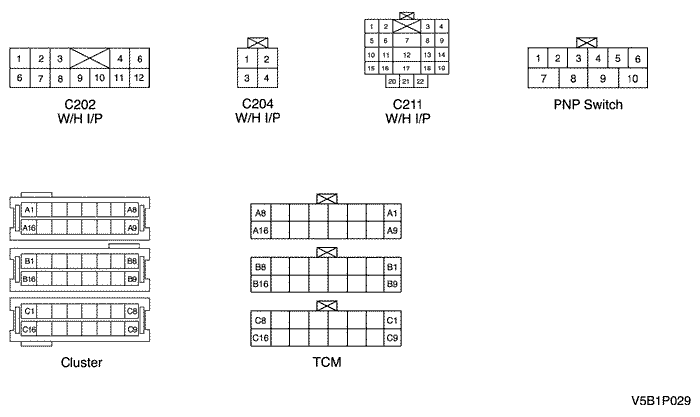 1 2 3 4 6
6 7 8 9 10 11 12
C202
W/H I/P
1 2
3 4
C204
W/H I/P
1 2 3 4
5 6 7 8 9
10 11 12 13 14
15 16 17 18 19
20 21 22
C211
W/H I/P
1 2 3 4 5 6
7 8 9 10
PNP Switch
A1 A8
A16 A9
B1 B8
B16 B9
C1 C8
C16 C9
Cluster
A8 A1
A16 A9
B8 B1
B16 B9
C8 C1
C16 C9
TCM
V5B1P029